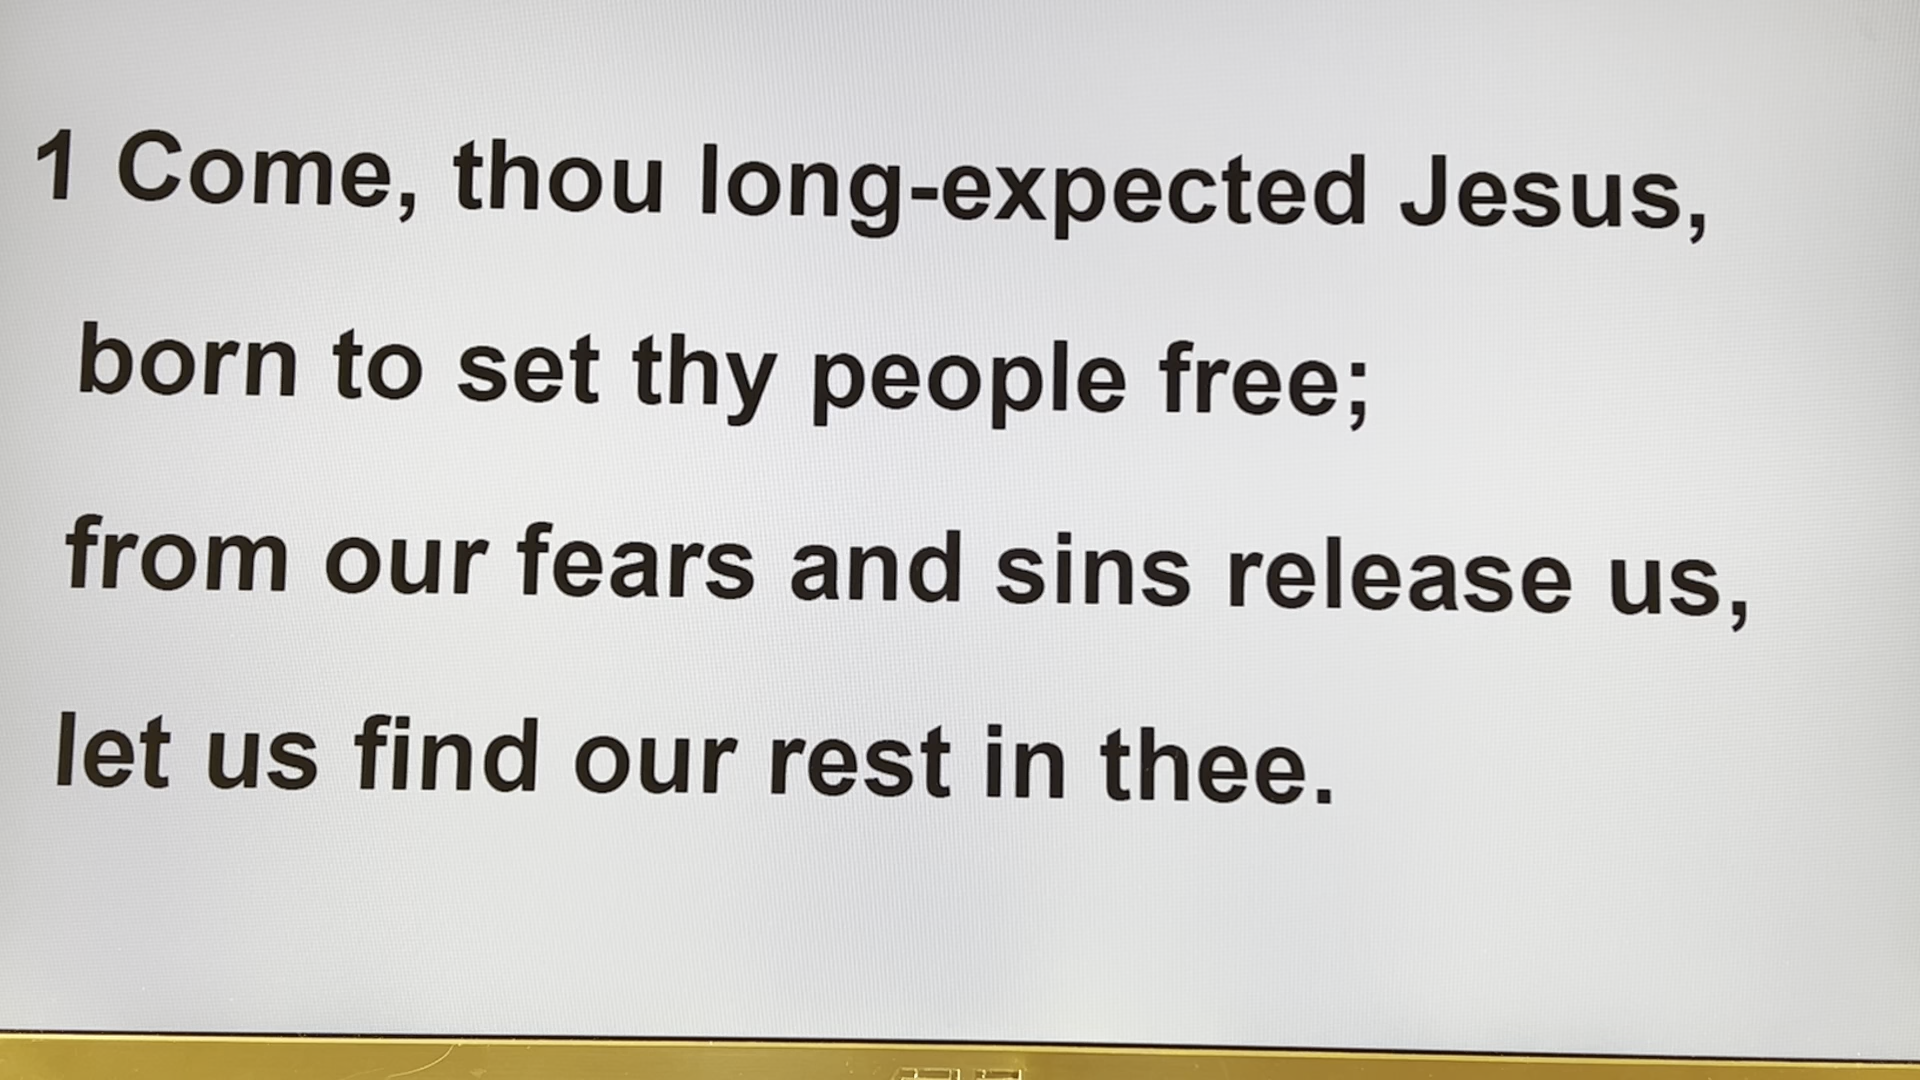 1 Come, thou long-expected Jesus,
born to set thy people free;
from our fears and sins release us,
let us find our rest in thee.